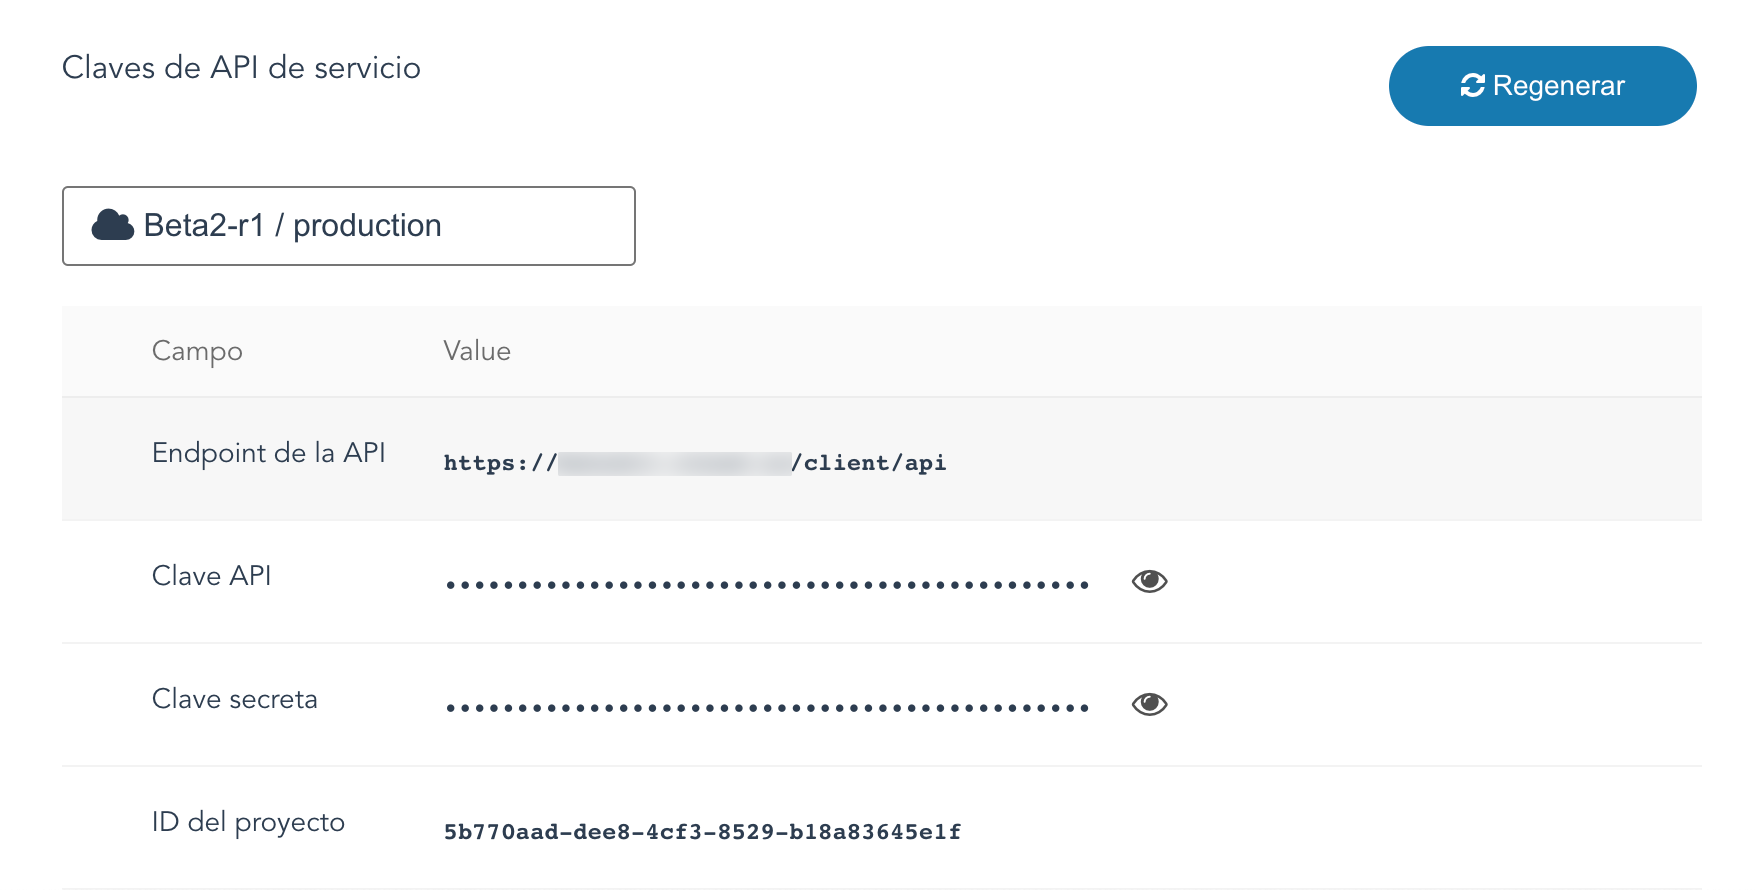 Claves de API de servicio
Regenerar
Beta2-r1 / production
Campo Value
Endpoint de la API https:///client/api
Clave API •••••••••••••••••••••••••••••••••••••••••••••
Clave secreta •••••••••••••••••••••••••••••••••••••••••••••
ID del proyecto 5b770aad-dee8-4cf3-8529-b18a83645e1f